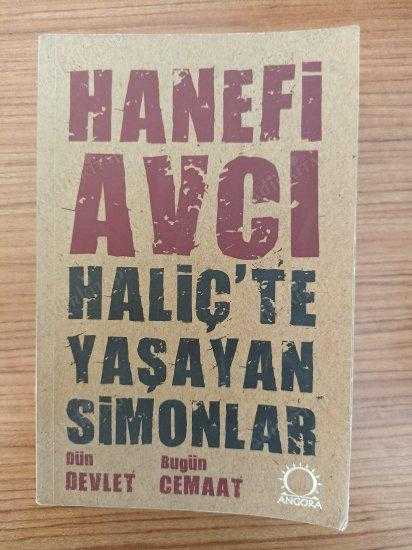 HANEFİ
AVCI
HALİÇ'TE
YAŞAYAN
SİMONLAR
Dün Bugün
DEVLET CEMAAT
ANGORA